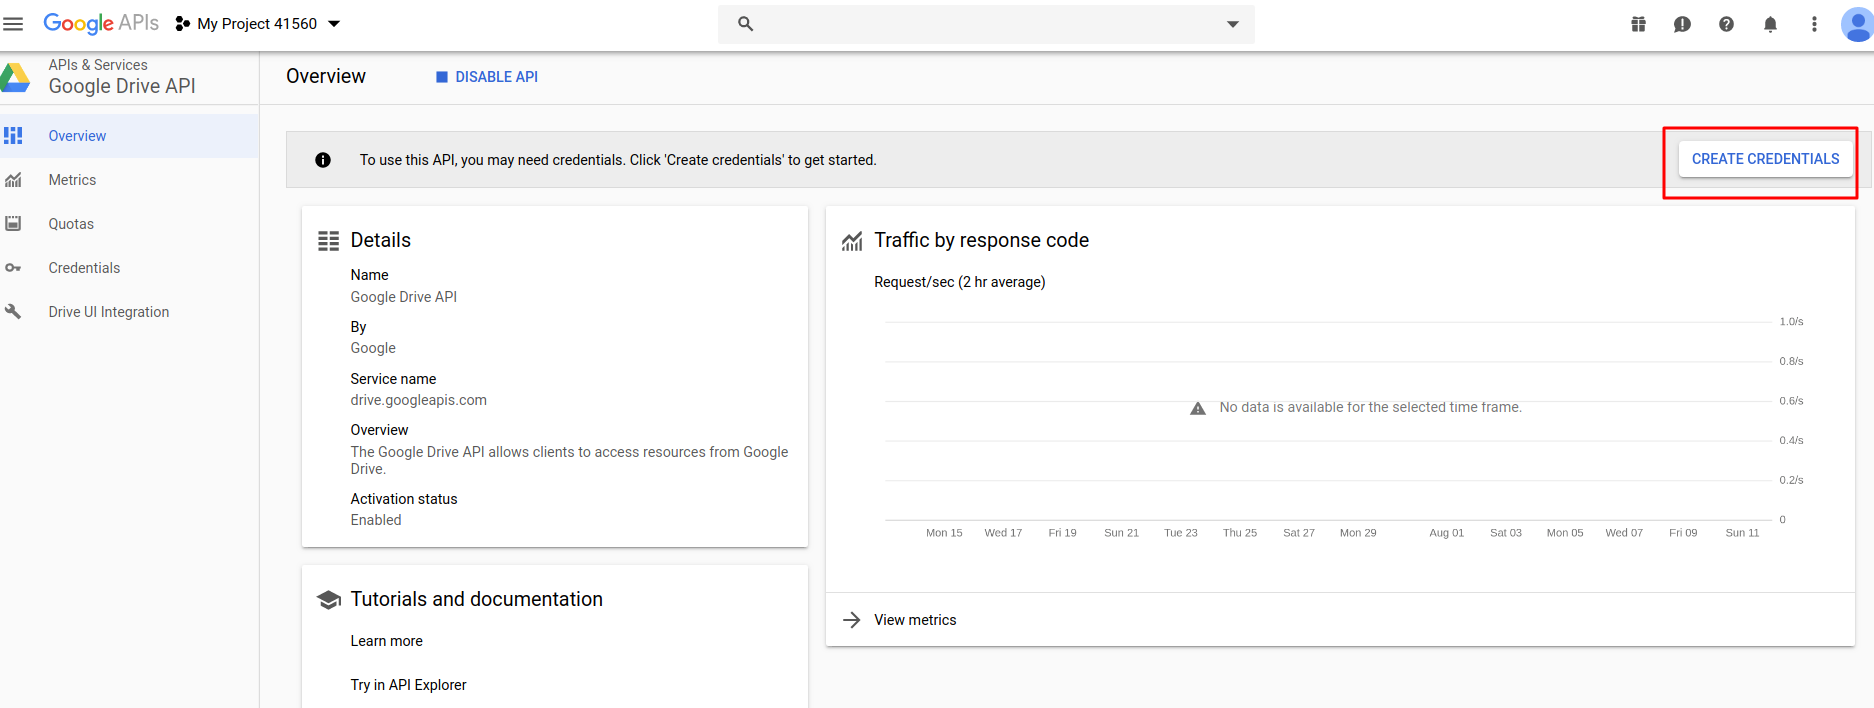 Google APIs
My Project 41560
APIs & Services
Google Drive API
Overview
DISABLE API
Overview
Metrics
Quotas
Credentials
Drive UI Integration
To use this API, you may need credentials. Click 'Create credentials' to get started.
CREATE CREDENTIALS
Details
Name
Google Drive API
By
Google
Service name
drive.googleapis.com
Overview
The Google Drive API allows clients to access resources from Google
Drive.
Activation status
Enabled
Tutorials and documentation
Learn more
Try in API Explorer
Traffic by response code
Request/sec (2 hr average)
1.0/s
0.8/s
0.6/s
No data is available for the selected time frame.
0.4/s
0.2/s
0
Mon 15 Wed 17 Fri 19 Sun 21 Tue 23 Thu 25 Sat 27 Mon 29 Aug 01 Sat 03 Mon 05 Wed 07 Fri 09 Sun 11
View metrics